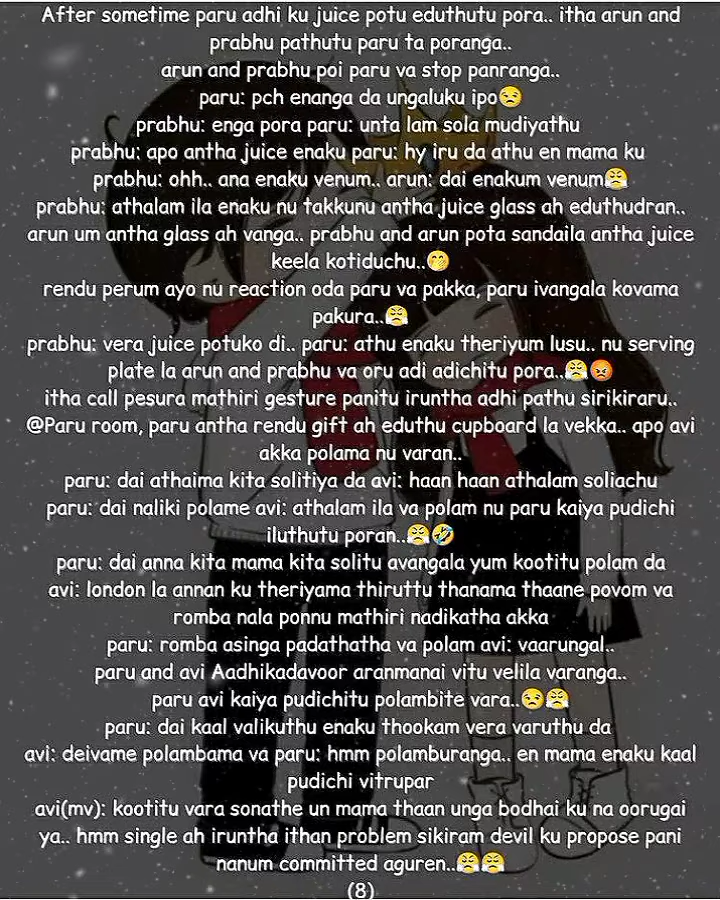 After sometime paru adhi ku juice potu eduthutu pora.. itha arun and
prabhu pathutu paru ta poranga..
arun and prabhu poi paru va stop panranga..
paru: pch enanga da ungaluku ipo😒
prabhu: enga pora paru: unta lam sola mudiyathu
prabhu: apo antha juice enaku paru: hy iru da athu en mama ku
prabhu: ohh.. ana enaku venum.. arun: dai enakum venum😤
prabhu: athalam ila enaku nu takkunu antha juice glass ah eduthudran..
arun um antha glass ah vanga.. prabhu and arun pota sandaila antha juice
keela kotiduchu..🤭
rendu perum ayo nu reaction oda paru va pakka, paru ivangala kovama
pakura..😤
prabhu: vera juice potuko di.. paru: athu enaku theriyum lusu.. nu serving
plate la arun and prabhu va oru adi adichitu pora..😤😡
itha call pesura mathiri gesture panitu iruntha adhi pathu sirikiraru..
@Paru room, paru antha rendu gift ah eduthu cupboard la vekka.. apo avi
akka polama nu varan..
paru: dai athaima kita solitiya da avi: haan haan athalam soliachu
paru: dai naliki polame avi: athalam ila va polam nu paru kaiya pudichi
iluthutu poran..😤🤣
paru: dai anna kita mama kita solitu avangala yum kootitu polam da
avi: london la annan ku theriyama thiruttu thanama thaane povom va
romba nala ponnu mathiri nadikatha akka
paru: romba asinga padathatha va polam avi: vaarungal..
paru and avi Aadhikadavoor aranmanai vitu velila varanga..
paru avi kaiya pudichitu polambite vara..😒😤
paru: dai kaal valikuthu enaku thookam vera varuthu da
avi: deivame polambama va paru: hmm polamburanga.. en mama enaku kaal
pudichi vitrupar
avi(mv): kootitu vara sonathe un mama thaan unga bodhai ku na oorugai
ya.. hmm single ah iruntha ithan problem sikiram devil ku propose pani
nanum committed aguren..😤😤
(8)